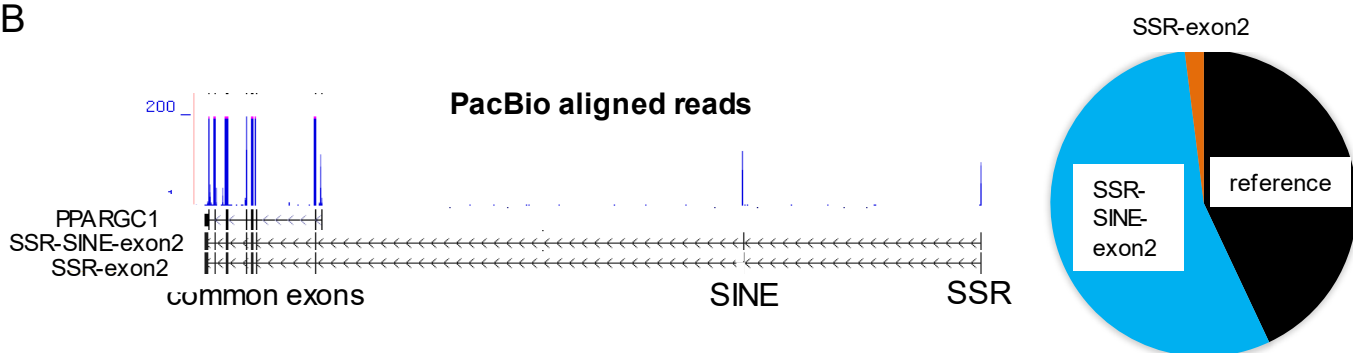 B
SSR-exon2
PacBio aligned reads
200
1
PPARGC1
SSR-SINE-exon2
SSR-exon2
common exons
SINE
SSR
SSR-
SINE-
exon2
reference